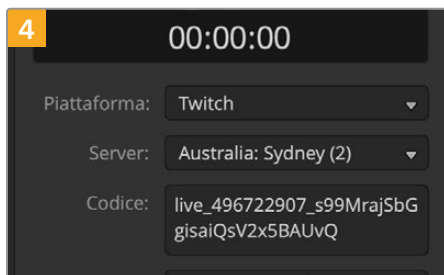 4
00:00:00
Piattaforma: Twitch
Server: Australia: Sydney (2)
Codice: live_496722907_s99MrajSbG
gisaiQsV2x5BAUvQ